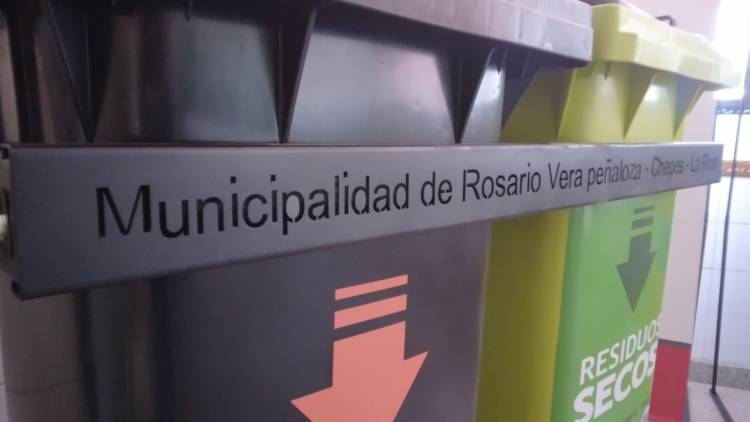 Municipalidad de Rosario Vera peñaloza - Chepes - La Rioja
RESIDUOS
SECOS